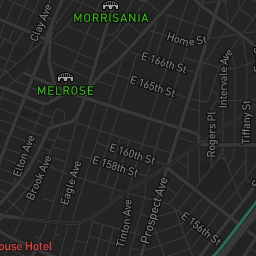 MORRISANIA
Clay Ave
Home St
E 166th St
Intervale Ave
E 165th St
MELROSE
Tiffany St
Rogers Pl
Elton Ave
Brook Ave
E 160th St
E 158th St
Eagle Ave
Prospect Ave
Tinton Ave
E 156th St
ouse Hotel